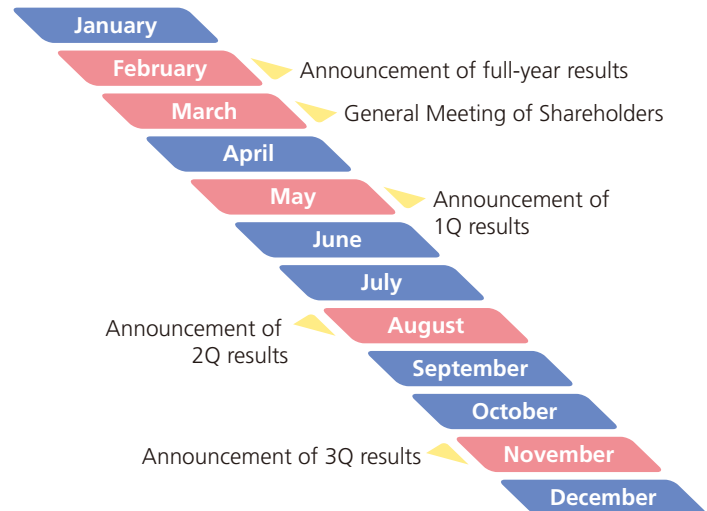 January
February
Announcement of full-year results
March
General Meeting of Shareholders
April
May
Announcement of
1Q results
June
July
August
Announcement of
2Q results
September
October
November
Announcement of 3Q results
December